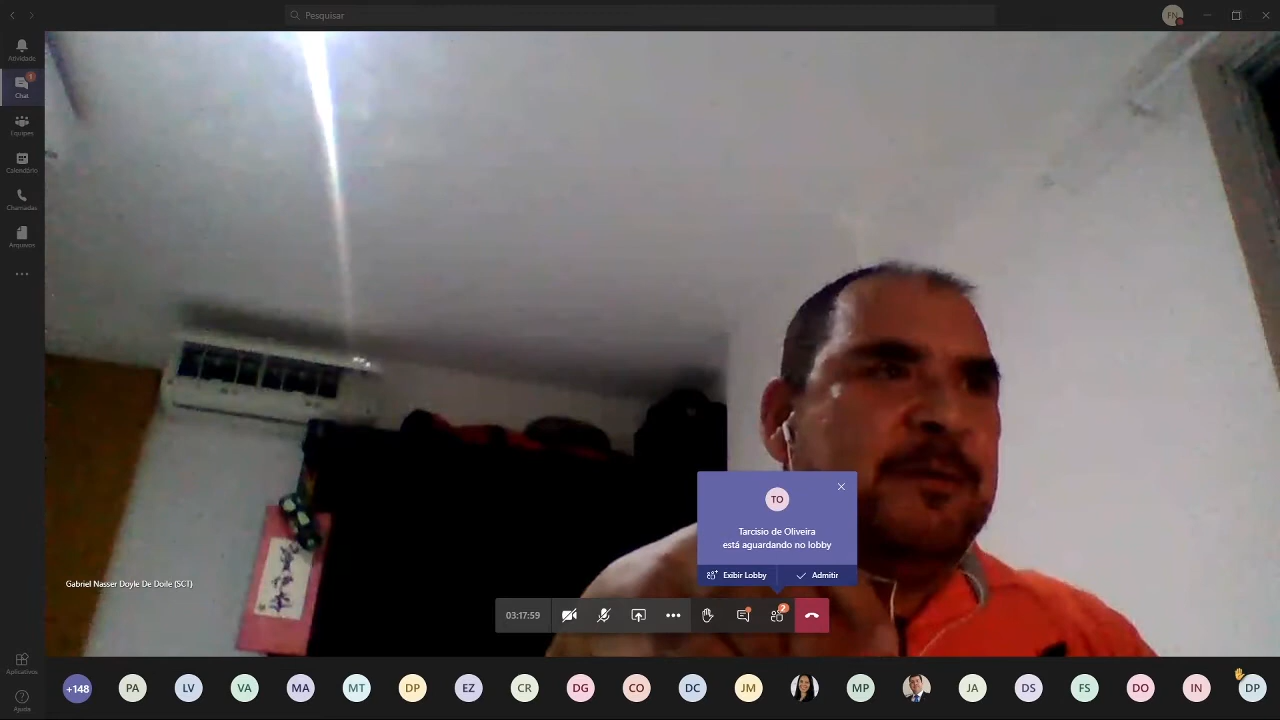 Pesquisar
FN
Atividade
1
Chat
Equipes
Calendário
Chamadas
Arquivos
TO
Tarcisio de Oliveira
está aguardando no lobby
Exibir Lobby
Admitir
Gabriel Nasser Doyle De Doile (SCT)
03:17:59
2
Aplicativos
Ajuda
+148
PA
LV
VA
MA
MT
DP
EZ
CR
DG
CO
DC
JM
MP
JA
DS
FS
DO
IN
DP